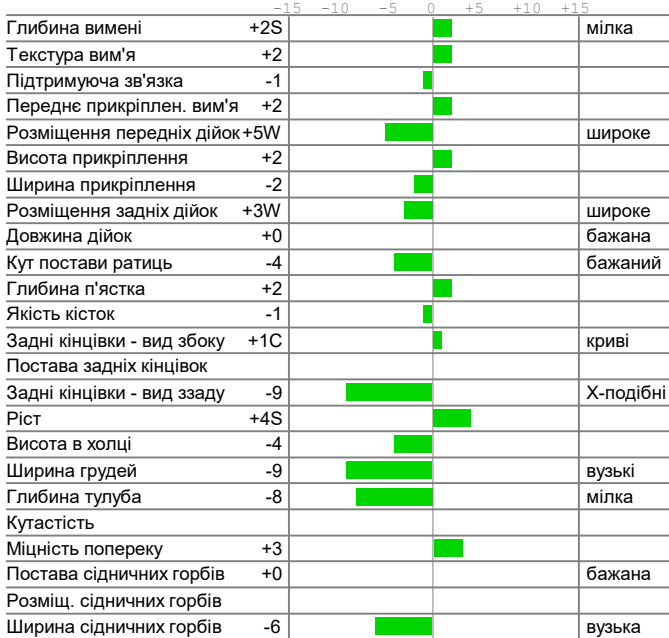 -15 -10 -5 0 +5 +10 +15
Глибина вимені +2S мілка
Текстура вим'я +2
Підтримуюча зв'язка -1
Переднє прикріплен. вим'я +2
Розміщення передніх дійок +5W широке
Висота прикріплення +2
Ширина прикріплення -2
Розміщення задніх дійок +3W широке
Довжина дійок +0 бажана
Кут постави ратиць -4 бажаний
Глибина п'ястка +2
Якість кісток -1
Задні кінцівки - вид збоку +1C криві
Постава задніх кінцівок
Задні кінцівки - вид ззаду -9 Х-подібні
Ріст +4S
Висота в холці -4
Ширина грудей -9 вузькі
Глибина тулуба -8 мілка
Кутастість
Міцність попереку +3
Постава сідничних горбів +0 бажана
Розміщ. сідничних горбів
Ширина сідничних горбів -6 вузька